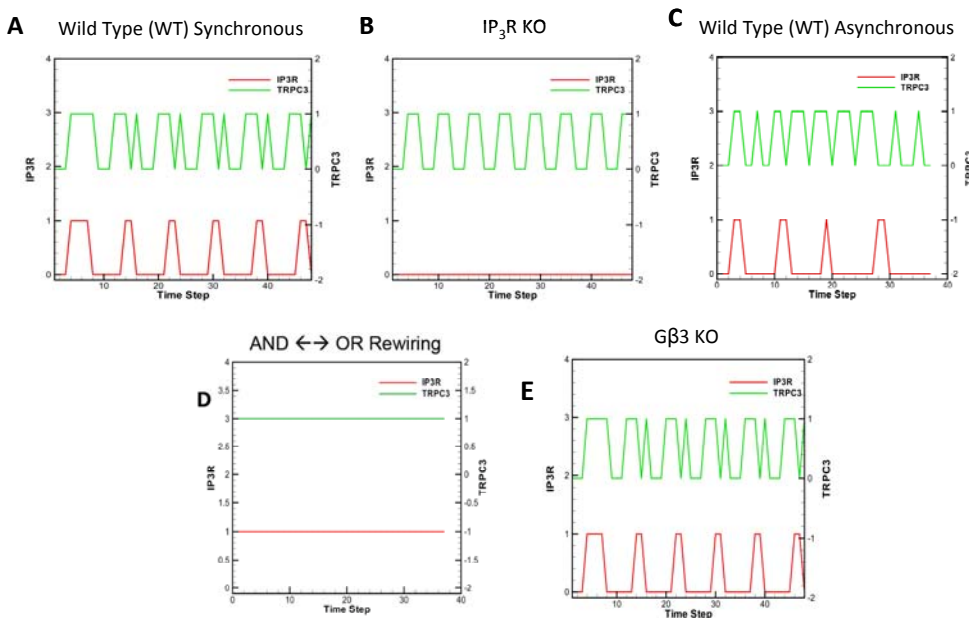 A
Wild Type (WT) Synchronous
4
3
2
1
0
IP3R
2
1
0
-1
-2
TRPC3
IP3R
TRPC3
10
20
30
40
Time Step
B
IP₃R KO
4
3
2
1
0
IP3R
2
1
0
-1
-2
TRPC3
IP3R
TRPC3
10
20
30
40
Time Step
C
Wild Type (WT) Asynchronous
4
3
2
1
0
IP3R
2
1
0
-1
-2
TRPC3
IP3R
TRPC3
0
10
20
30
40
Time Step
D
AND ←→ OR Rewiring
4
3.5
3
2.6
2
1.5
1
0.5
0
IP3R
2
1.5
1
0.5
0
-0.5
-1
-1.5
-2
TRPC3
IP3R
TRPC3
0
10
20
30
40
Time Step
E
Gβ3 KO
4
3
2
1
0
IP3R
2
1
0
-1
-2
TRPC3
IP3R
TRPC3
10
20
30
40
Time Step